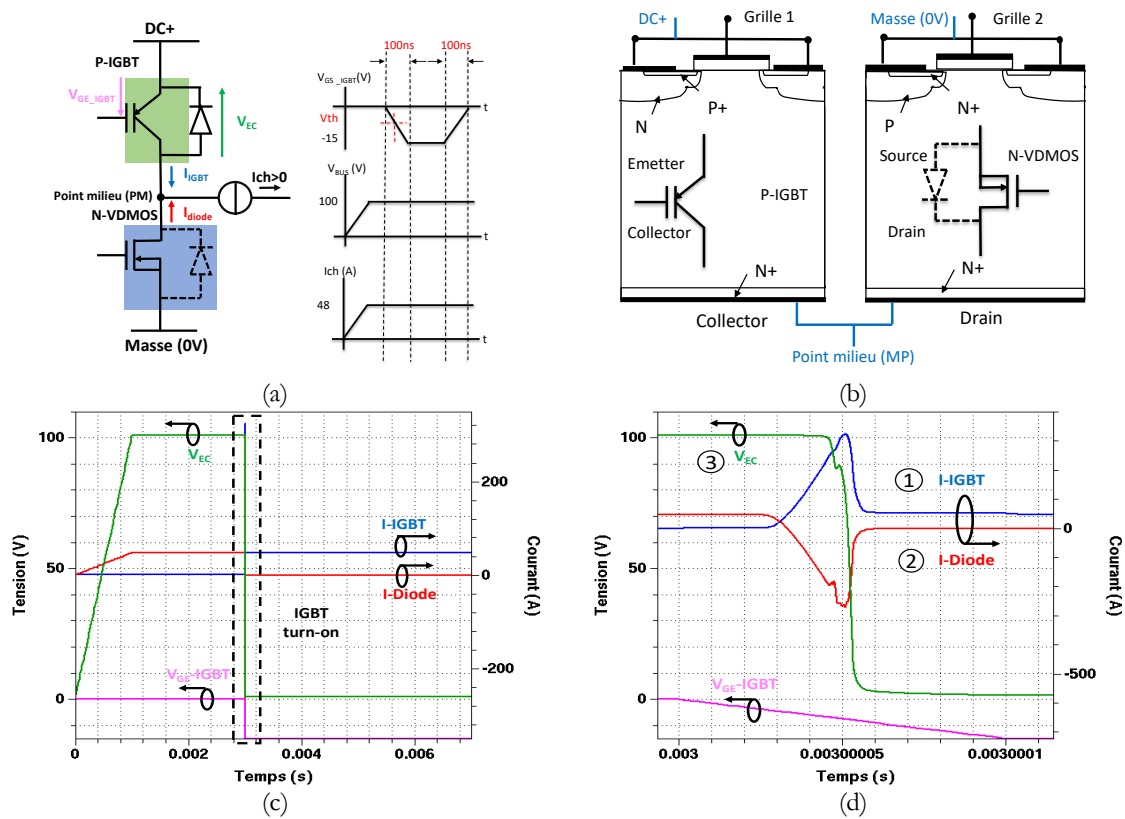 DC+
P-IGBT
V_GE_IGBT
V_EC
I_IGBT
Ich>0
Point milieu (PM)
N-VDMOS
I_diode
Masse (0V)
100ns
100ns
V_GS_IGBT(V)
t
Vth
-15
V_BUS (V)
100
t
Ich (A)
48
t
(a)
DC+
Grille 1
Masse (0V)
Grille 2
P+
N
N+
P
Emetter
P-IGBT
Collector
Source
N-VDMOS
Drain
N+
N+
Collector
Drain
Point milieu (MP)
(b)
100
V_EC
200
I-IGBT
Tension (V)
50
0
Courant (A)
I-Diode
IGBT
turn-on
V_GE-IGBT
-200
0
0
0.002
0.004
0.006
Temps (s)
(c)
100
3
V_EC
1
I-IGBT
0
Tension (V)
50
2
I-Diode
Courant (A)
V_GE-IGBT
-500
0
0.003
0.00300005
0.0030001
Temps (s)
(d)